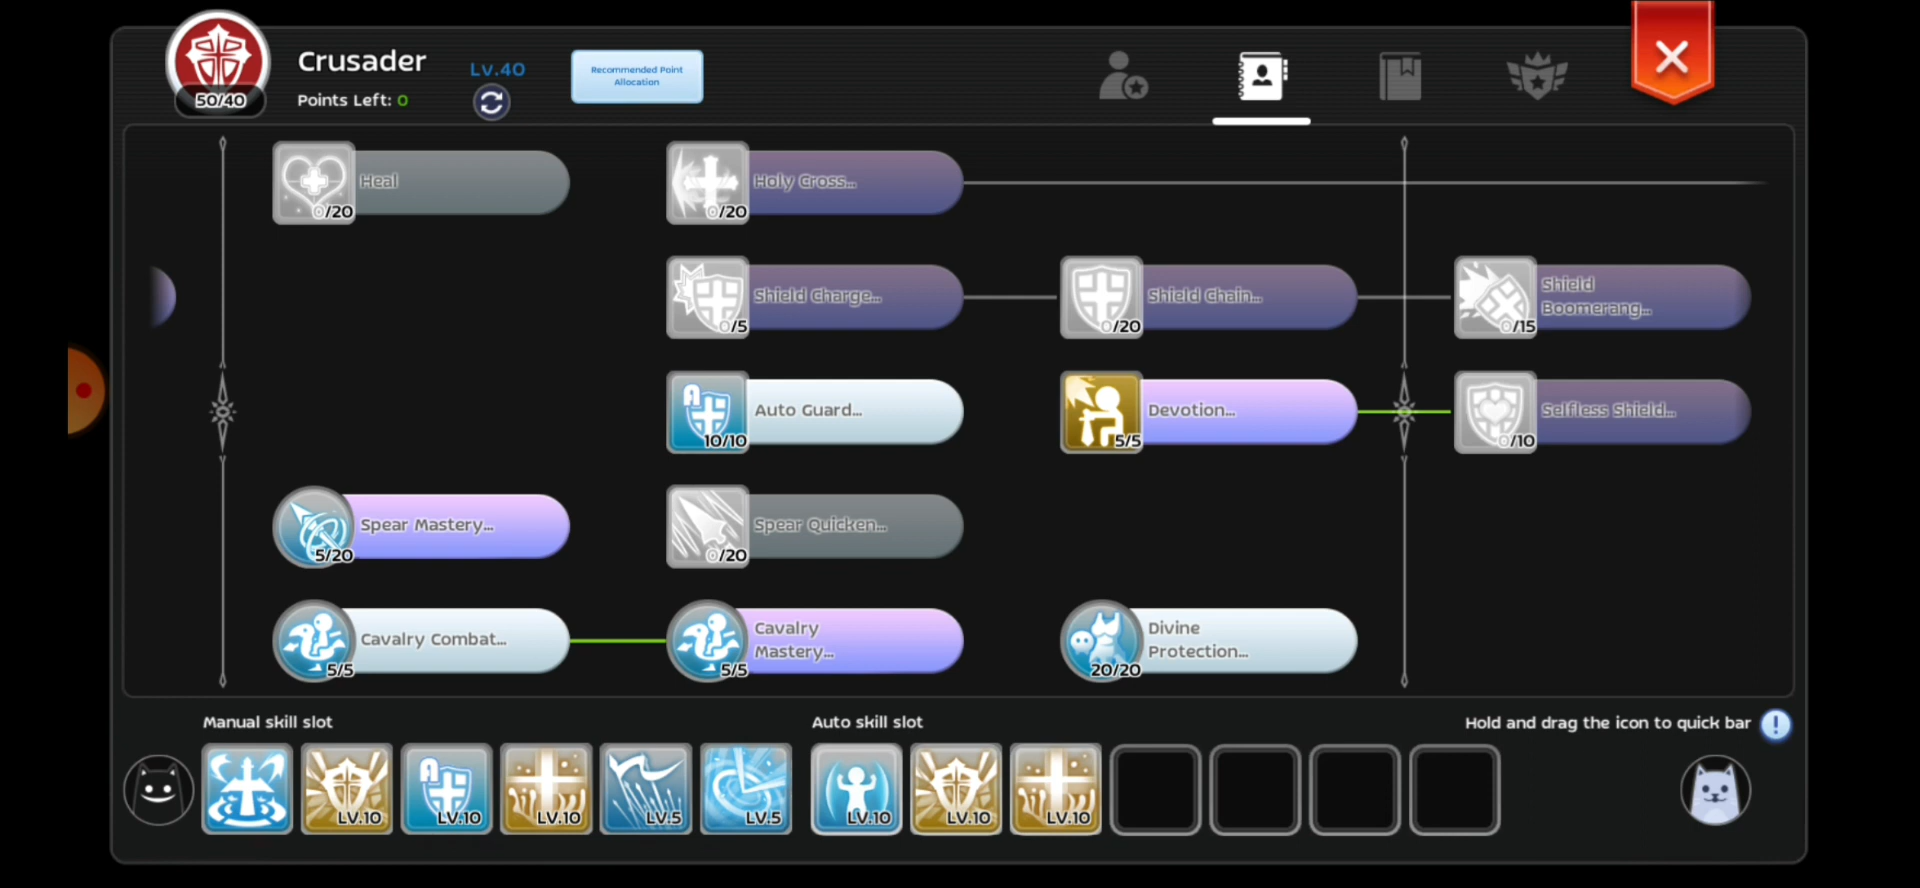 Crusader
Lv.40
50/40
Points Left: 0
Recommended Point
Allocation
Heal
0/20
Holy Cross...
0/20
Shield Charge...
0/5
Shield Chain...
0/20
Shield
Boomerang...
0/15
Auto Guard...
10/10
Devotion...
5/5
Selfless Shield...
0/10
Spear Mastery...
5/20
Spear Quicken...
0/20
Cavalry Combat...
5/5
Cavalry
Mastery...
5/5
Divine
Protection...
20/20
Manual skill slot
Auto skill slot
Hold and drag the icon to quick bar
LV.10
A
LV.10
LV.10
LV.5
LV.5
LV.10
LV.10
LV.10